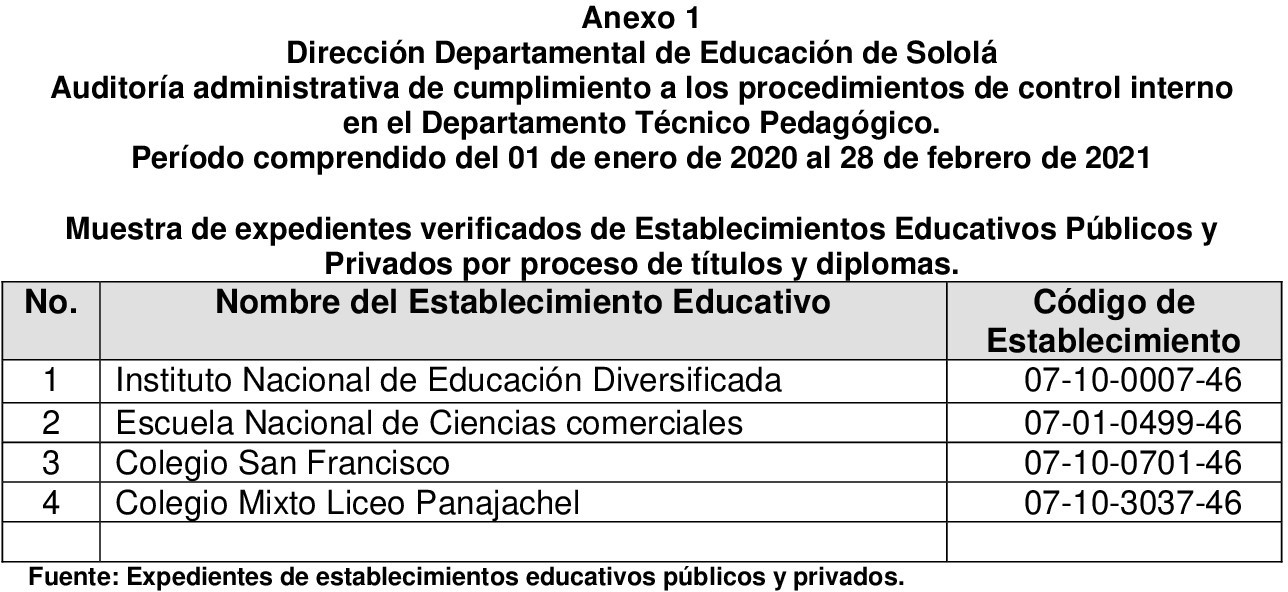 Anexo 1
Dirección Departamental de Educación de Sololá
Auditoría administrativa de cumplimiento a los procedimientos de control interno
en el Departamento Técnico Pedagógico.
Período comprendido del 01 de enero de 2020 al 28 de febrero de 2021
Muestra de expedientes verificados de Establecimientos Educativos Públicos y
Privados por proceso de títulos y diplomas.
No. Nombre del Establecimiento Educativo Código de
Establecimiento
1 Instituto Nacional de Educación Diversificada 07-10-0007-46
2 Escuela Nacional de Ciencias comerciales 07-01-0499-46
3 Colegio San Francisco 07-10-0701-46
4 Colegio Mixto Liceo Panajachel 07-10-3037-46
Fuente: Expedientes de establecimientos educativos públicos y privados.